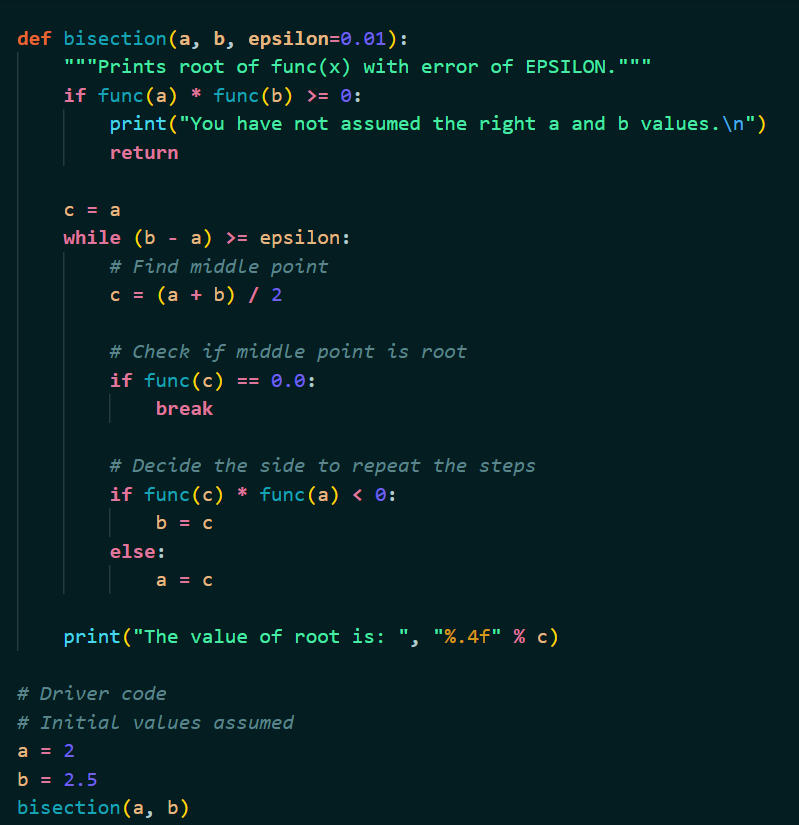 def bisection(a, b, epsilon=0.01):
    """Prints root of func(x) with error of EPSILON."""
    if func(a) * func(b) >= 0:
        print("You have not assumed the right a and b values.\n")
        return

    c = a
    while (b - a) >= epsilon:
        # Find middle point
        c = (a + b) / 2

        # Check if middle point is root
        if func(c) == 0.0:
            break

        # Decide the side to repeat the steps
        if func(c) * func(a) < 0:
            b = c
        else:
            a = c

    print("The value of root is: ", "%.4f" % c)

# Driver code
# Initial values assumed
a = 2
b = 2.5
bisection(a, b)